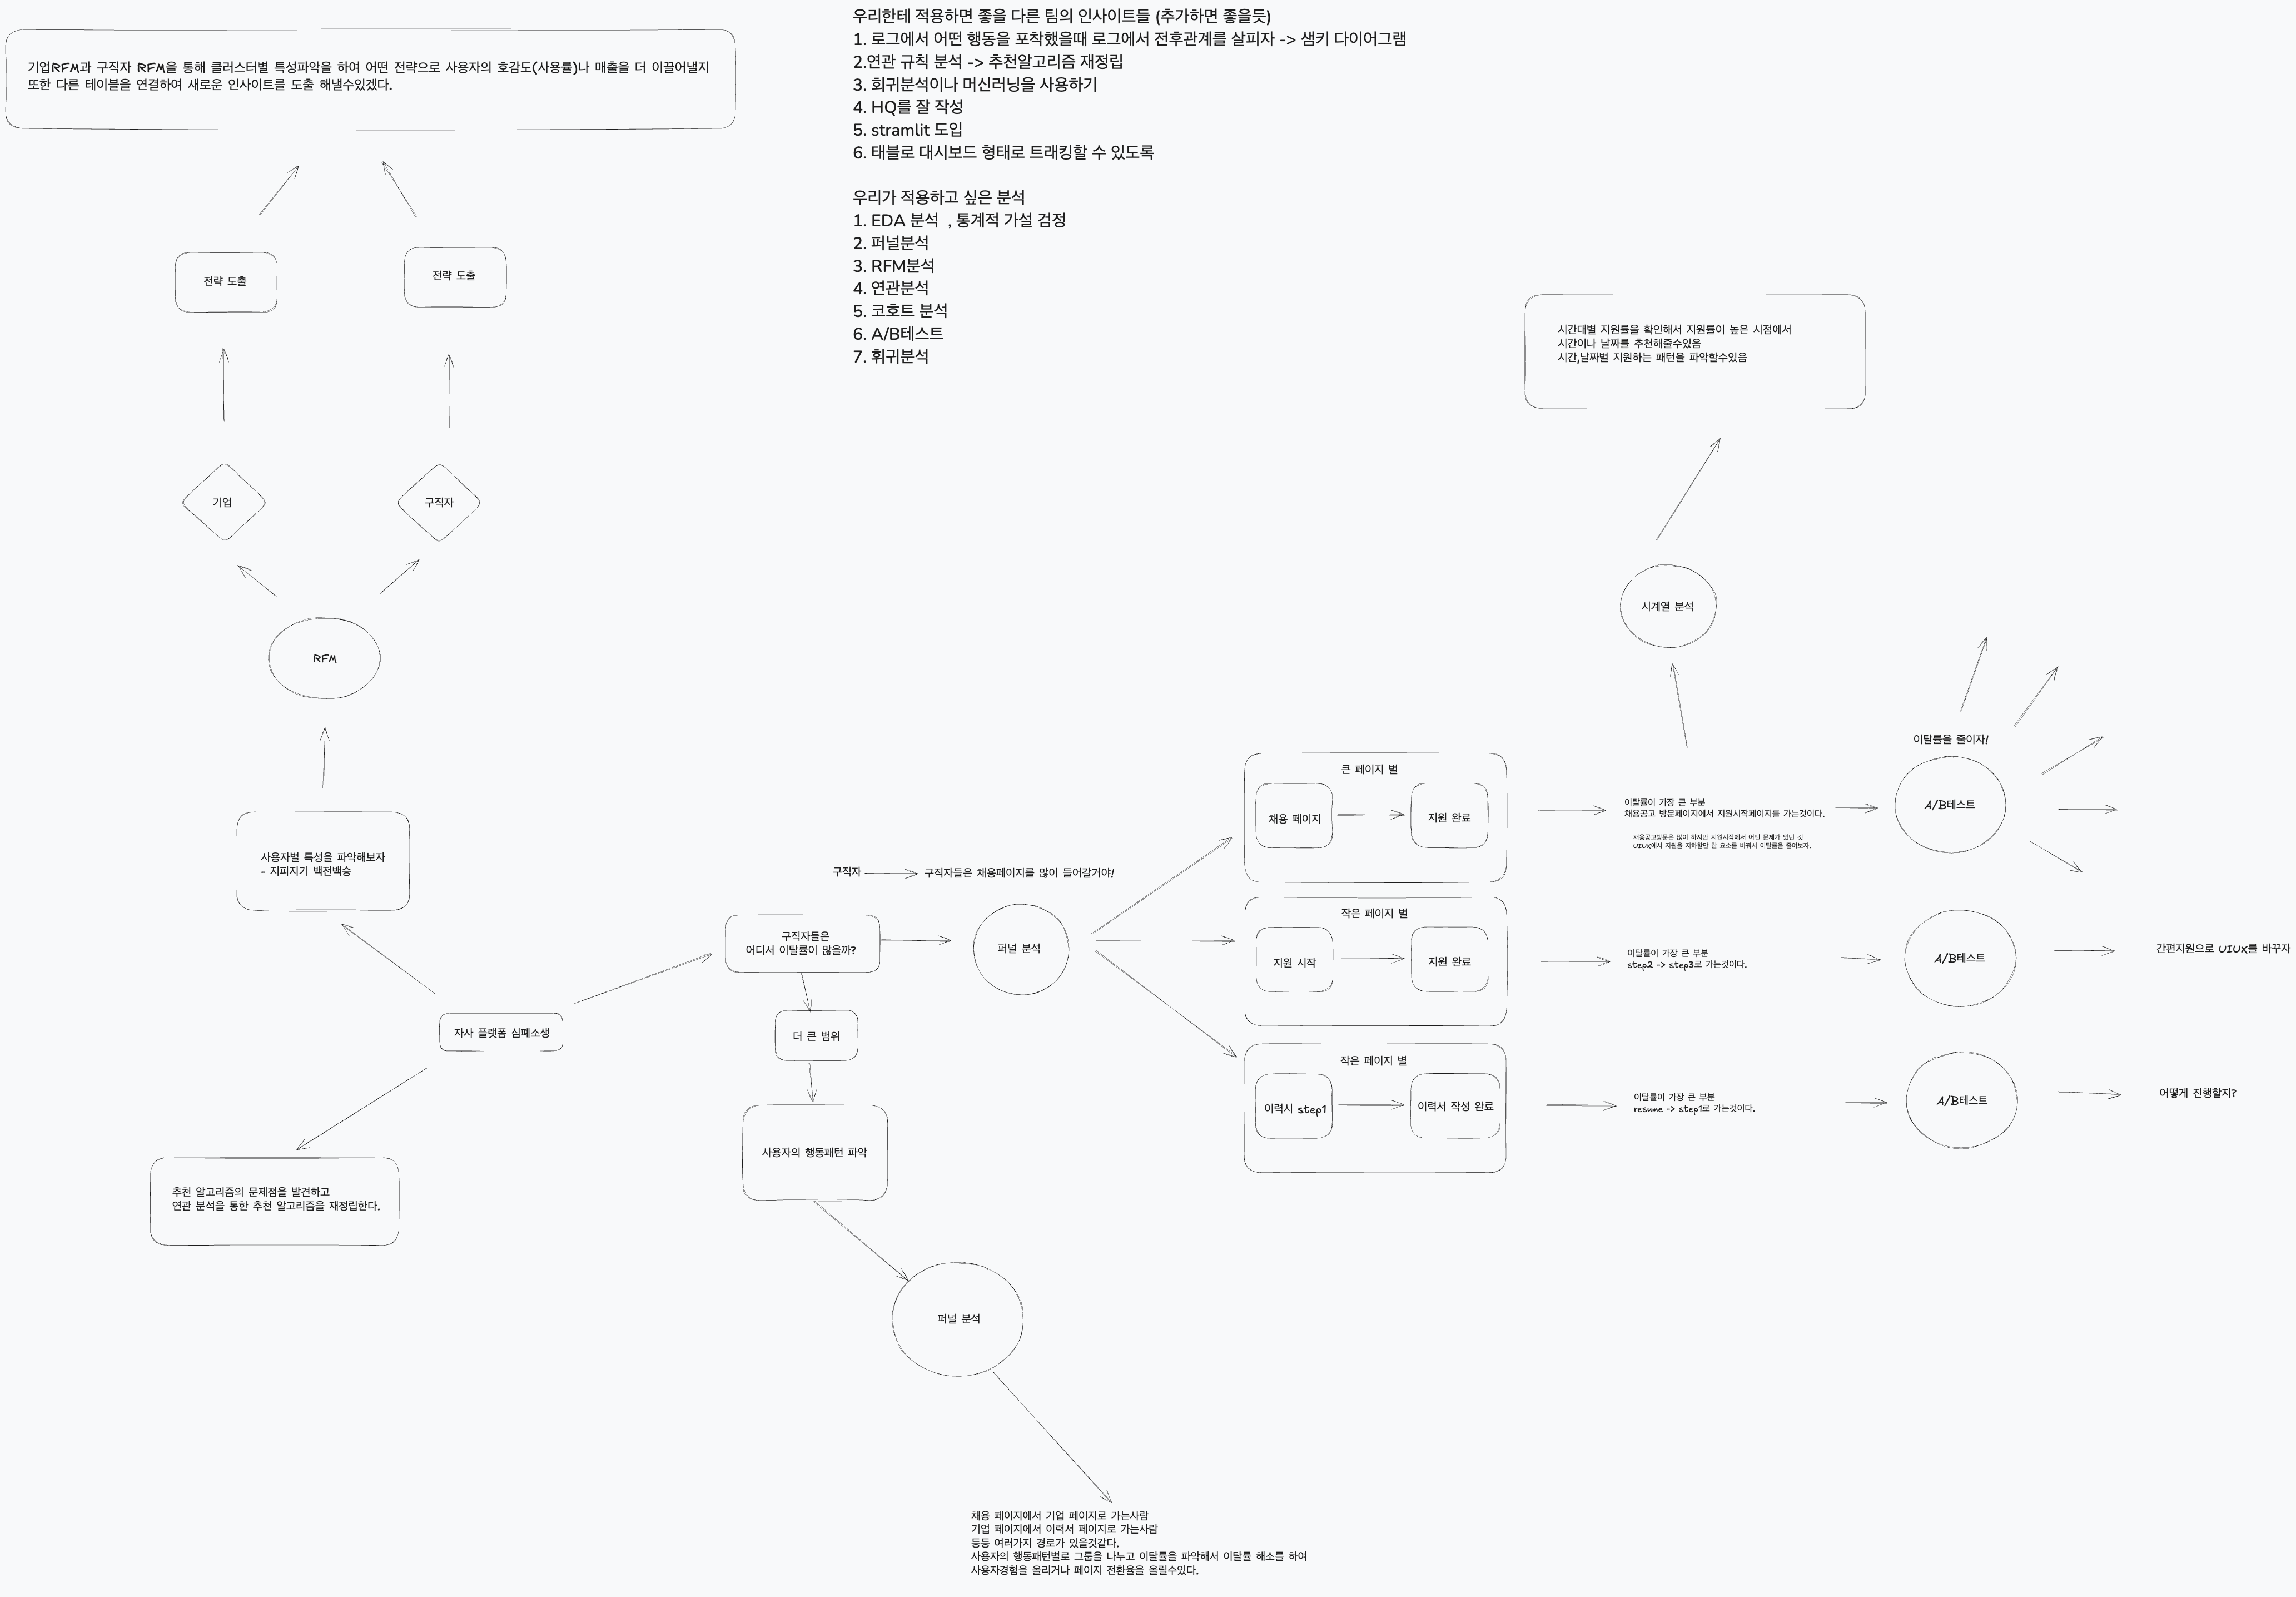 우리한테 적용하면 좋을 다른 팀의 인사이트들 (추가하면 좋을듯)
1. 로그에서 어떤 행동을 포착했을때 로그에서 전후관계를 살피자 -> 샘키 다이어그램
2.연관 규칙 분석 -> 추천알고리즘 재정립
3. 회귀분석이나 머신러닝을 사용하기
4. HQ를 잘 작성
5. stramlit 도입
6. 태블로 대시보드 형태로 트래킹할 수 있도록
우리가 적용하고 싶은 분석
1. EDA 분석 , 통계적 가설 검정
2. 퍼널분석
3. RFM분석
4. 연관분석
5. 코호트 분석
6. A/B테스트
7. 휘귀분석
기업RFM과 구직자 RFM을 통해 클러스터별 특성파악을 하여 어떤 전략으로 사용자의 호감도(사용률)나 매출을 더 이끌어낼지
또한 다른 테이블을 연결하여 새로운 인사이트를 도출 해낼수있겠다.
전략 도출
전략 도출
기업
구직자
RFM
사용자별 특성을 파악해보자
- 지피지기 백전백승
자사 플랫폼 심폐소생
추천 알고리즘의 문제점을 발견하고
연관 분석을 통한 추천 알고리즘을 재정립한다.
구직자
구직자들은 채용페이지를 많이 들어갈거야!
구직자들은
어디서 이탈률이 많을까?
더 큰 범위
사용자의 행동패턴 파악
퍼널 분석
채용 페이지에서 기업 페이지로 가는사람
기업 페이지에서 이력서 페이지로 가는사람
등등 여러가지 경로가 있을것같다.
사용자의 행동패턴별로 그룹을 나누고 이탈률을 파악해서 이탈률 해소를 하여
사용자경험을 올리거나 페이지 전환율을 올릴수있다.
퍼널 분석
큰 페이지 별
채용 페이지
지원 완료
이탈률이 가장 큰 부분
채용공고 방문페이지에서 지원시작페이지를 가는것이다.
채용공고방문은 많이 하지만 지원시작에서 어떤 문제가 있던 것
UIUX에서 지원을 저하할만 한 요소를 바꿔서 이탈률을 줄여보자.
시계열 분석
시간대별 지원률을 확인해서 지원률이 높은 시점에서
시간이나 날짜를 추천해줄수있음
시간,날짜별 지원하는 패턴을 파악할수있음
이탈률을 줄이자!
A/B테스트
작은 페이지 별
지원 시작
지원 완료
이탈률이 가장 큰 부분
step2 -> step3로 가는것이다.
A/B테스트
간편지원으로 UIUX를 바꾸자
작은 페이지 별
이력시 step1
이력서 작성 완료
이탈률이 가장 큰 부분
resume -> step1로 가는것이다.
A/B테스트
어떻게 진행할지?